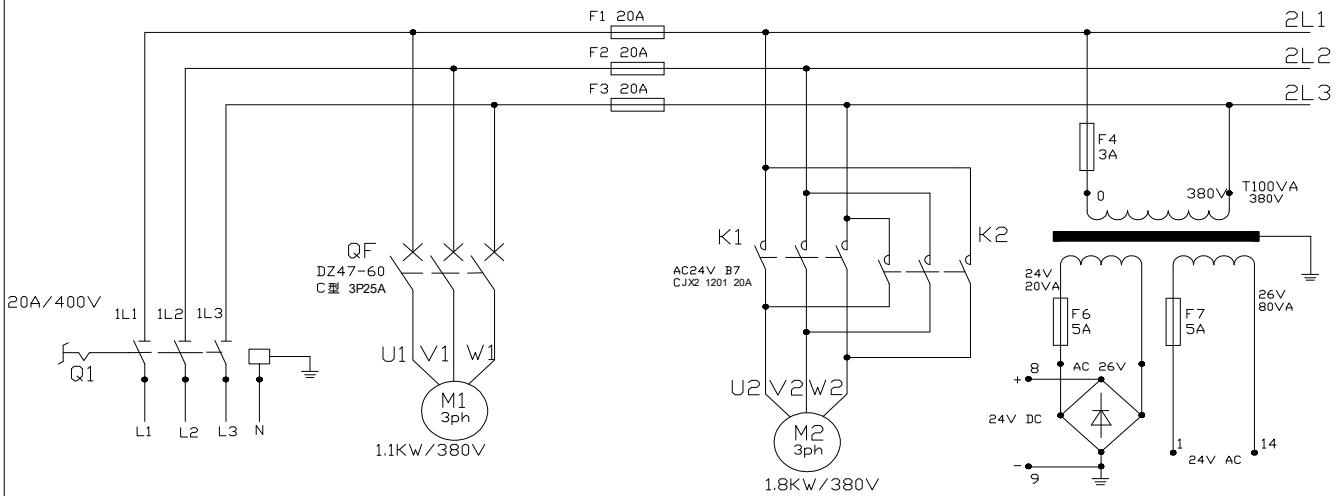 F1 20A
2L1
F2 20A
2L2
F3 20A
2L3
F4
3A
0
380V
T100VA
380V
QF
DZ47-60
C型 3P25A
K1
K2
AC24V B7
CJX2 1201 20A
24V
20VA
26V
80VA
20A/400V
1L1
1L2
1L3
F6
5A
F7
5A
Q1
U1
V1
W1
8
AC 26V
+
U2
V2
W2
M1
3ph
24V DC
L1
L2
L3
N
M2
3ph
1
14
24V AC
1.1KW/380V
-
9
1.8KW/380V